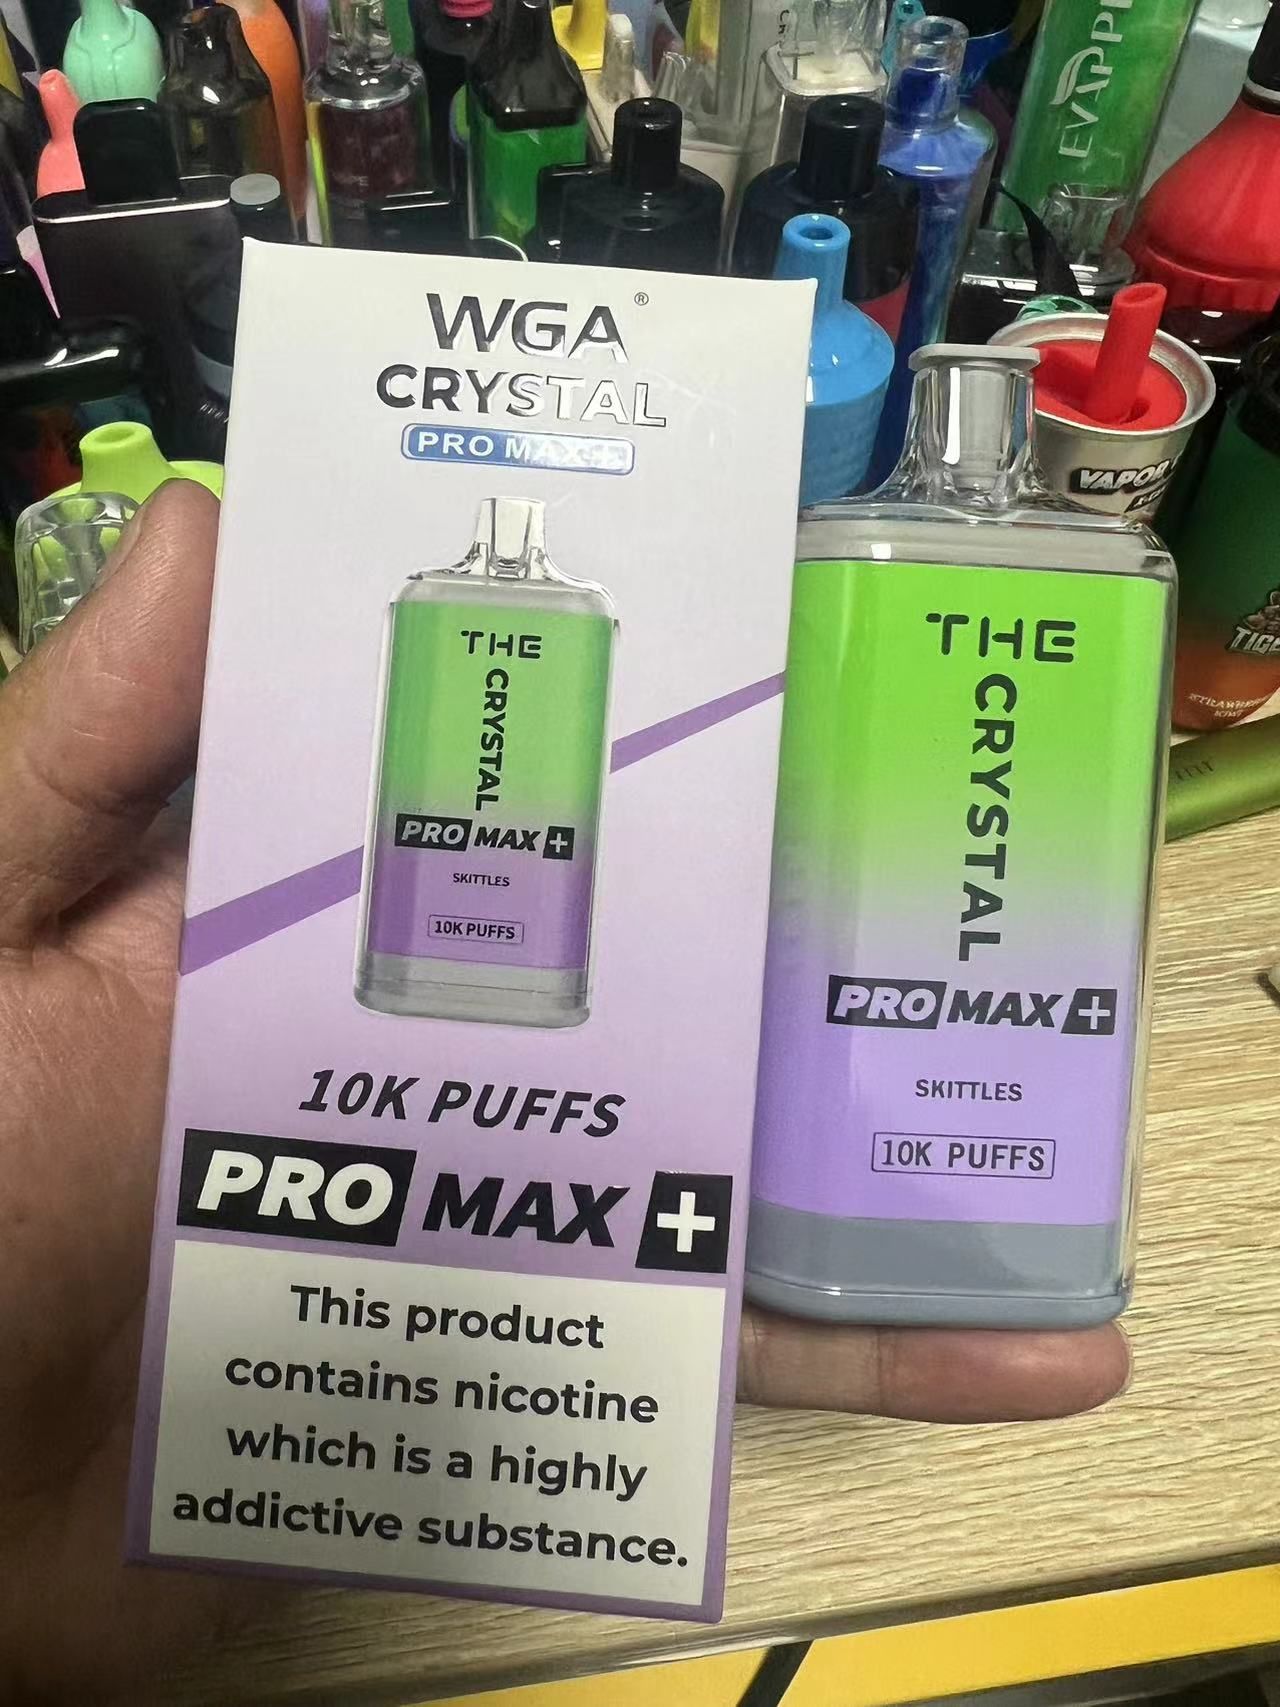 WGA®
CRYSTAL
PRO MAX+
THE
CRYSTAL
PRO MAX +
SKITTLES
10K PUFFS
10K PUFFS
PRO MAX +
This product
contains nicotine
which is a highly
addictive substance.
THE
CRYSTAL
PRO MAX +
SKITTLES
10K PUFFS
VAPOR